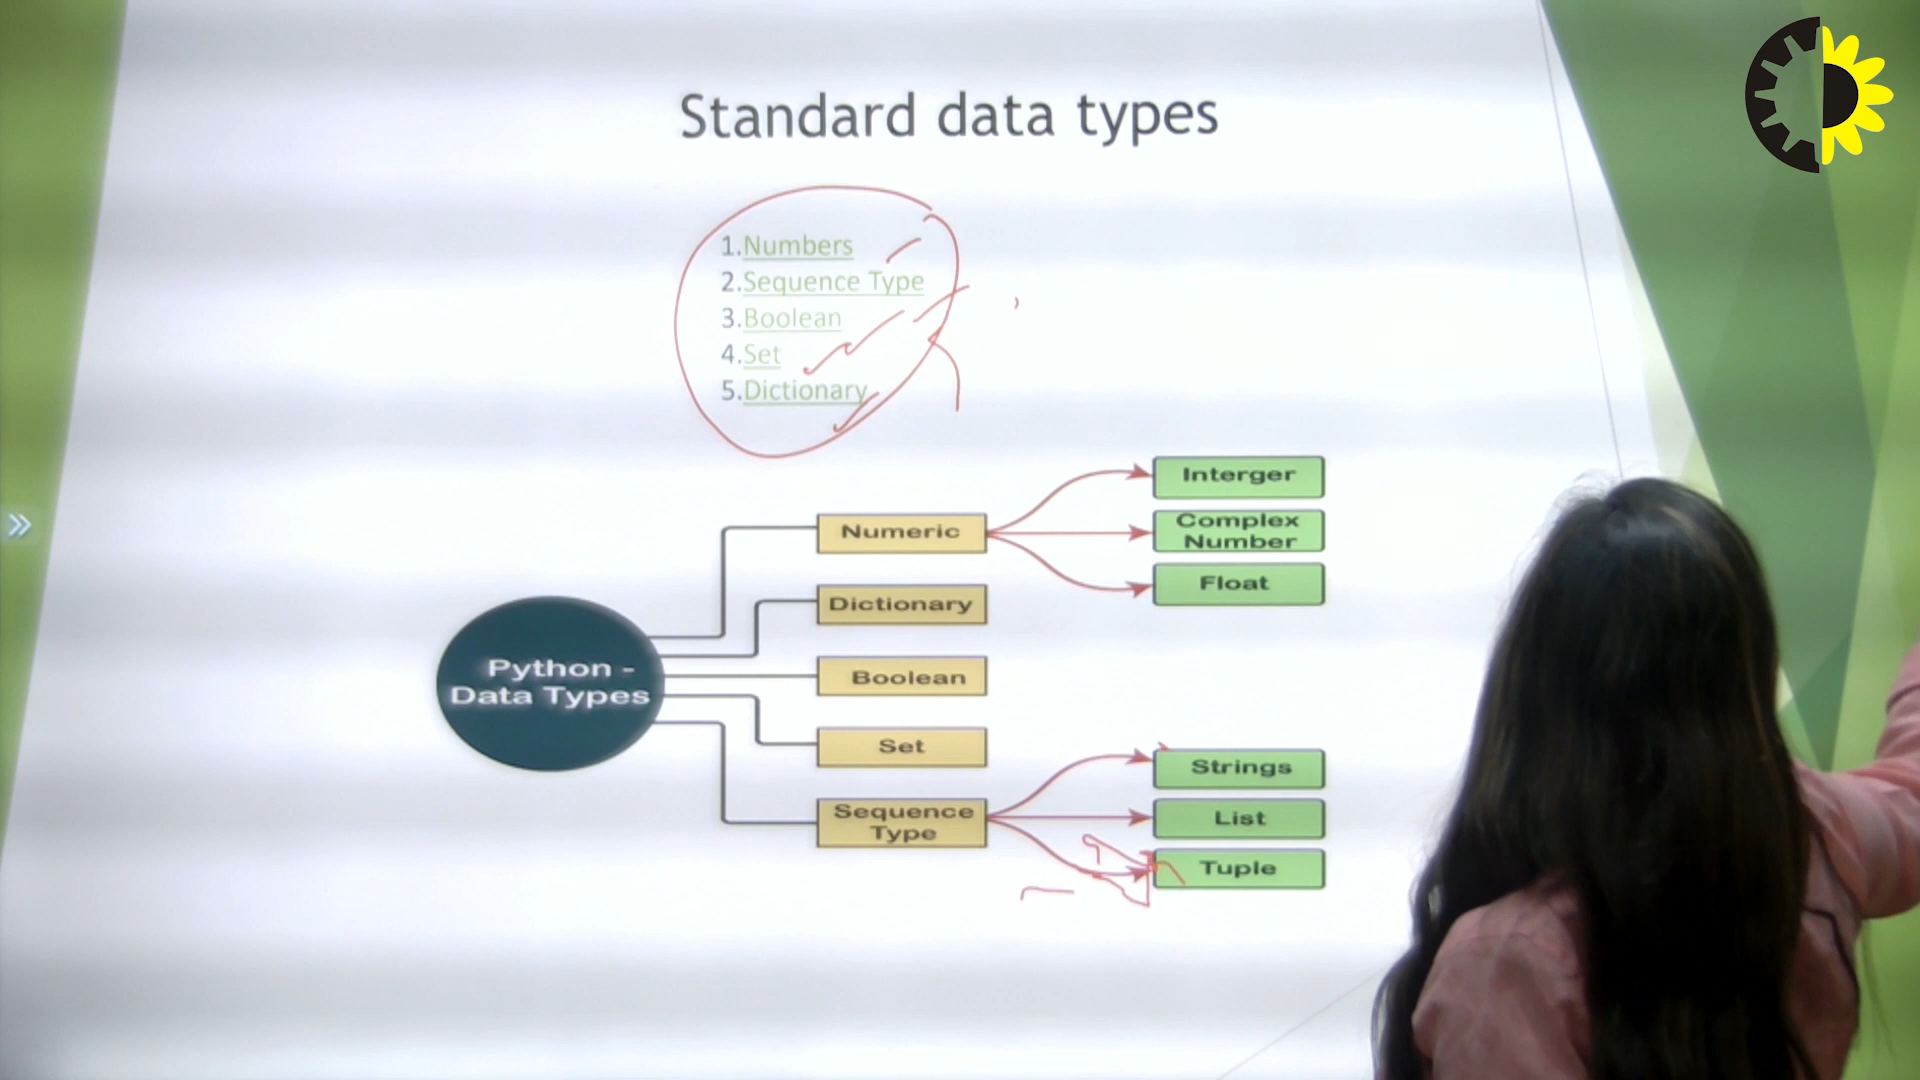 Standard data types
1.Numbers
2.Sequence Type
3.Boolean
4.Set
5.Dictionary
Python -
Data Types
Numeric
Dictionary
Boolean
Set
Sequence
Type
Interger
Complex
Number
Float
Strings
List
Tuple